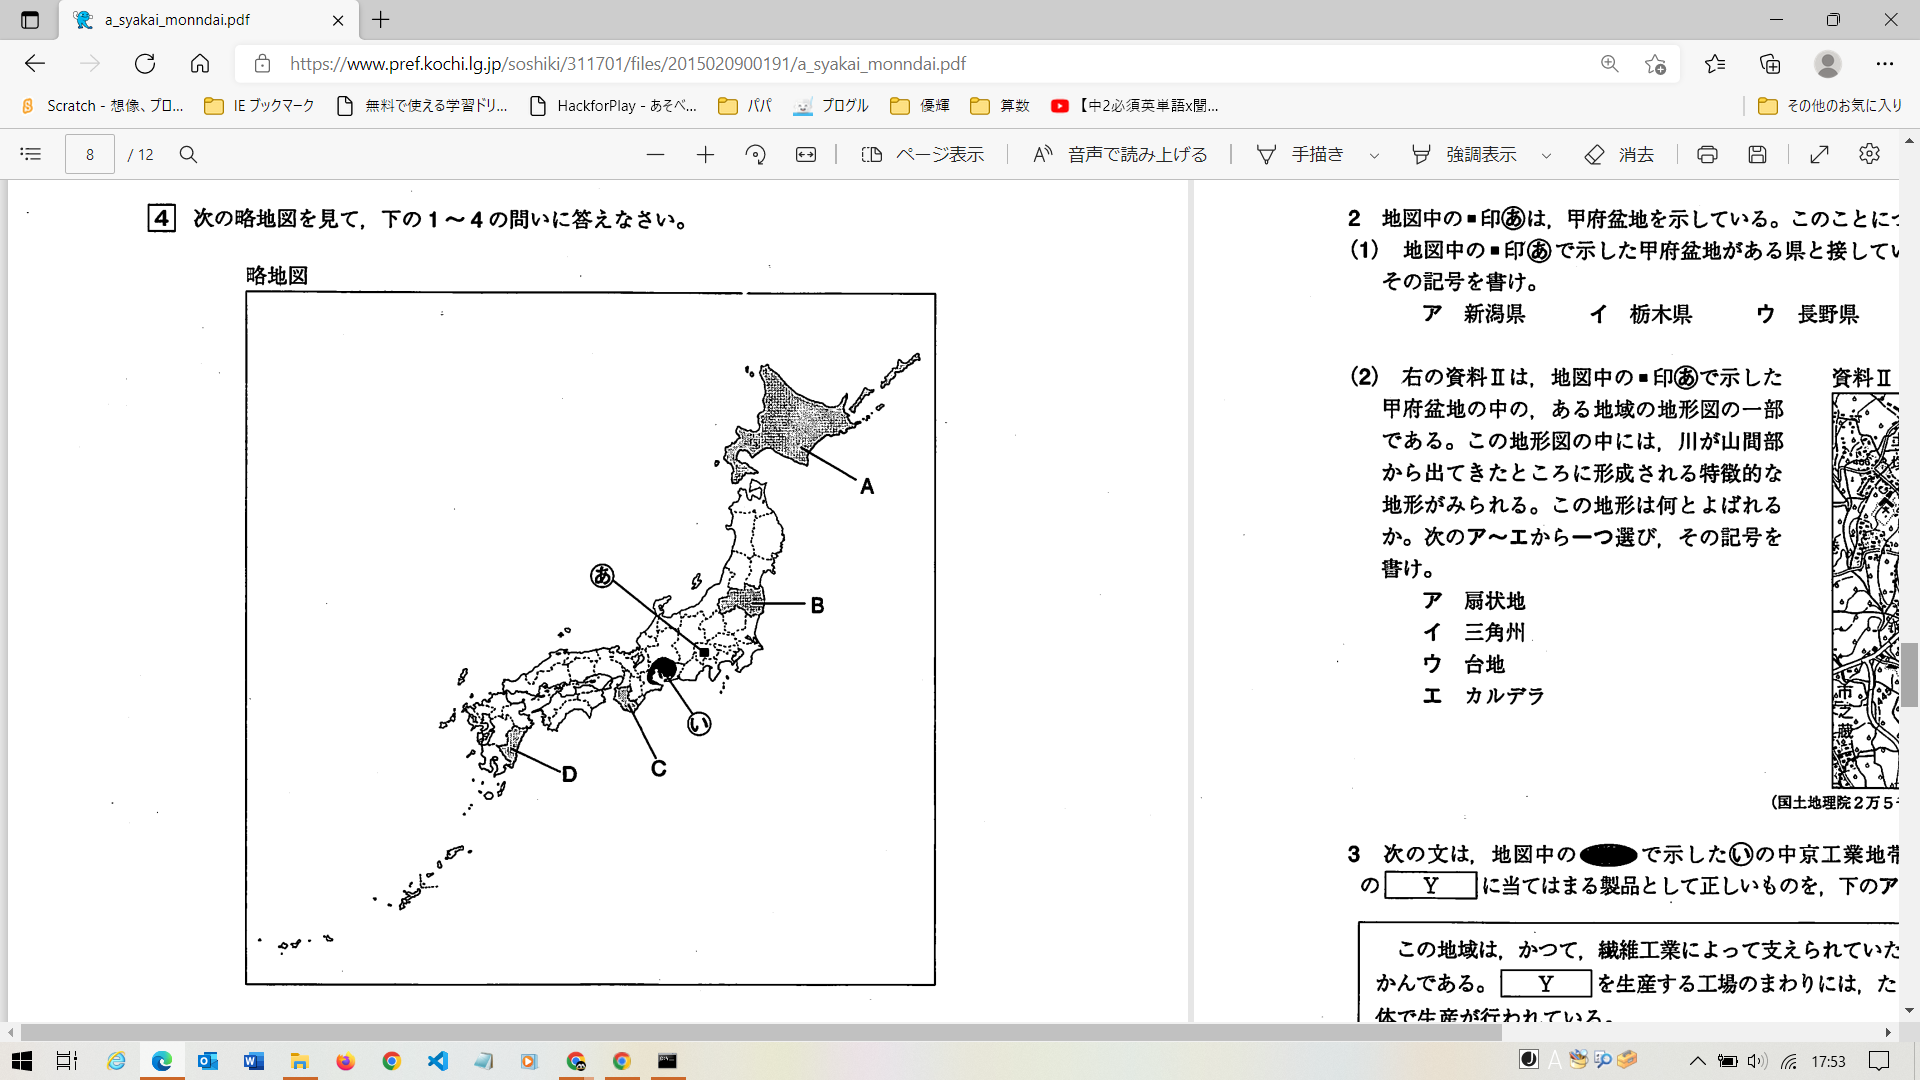 a_syakai_monndai.pdf
https://www.pref.kochi.lg.jp/soshiki/311701/files/2015020900191/a_syakai_monndai.pdf
Scratch - 想像、プロ...
IE ブックマーク
無料で使える学習ドリ...
HackforPlay - あそべ...
パパ
プログル
優輝
算数
【中2必須英単語x聞...
その他のお気に入り
8
/ 12
ページ表示
音声で読み上げる
手描き
強調表示
消去
4 次の略地図を見て，下の1～4の問いに答えなさい。
略地図
A
あ
B
い
C
D
2 地図中の■印あは，甲府盆地を示している。このことにつ
(1) 地図中の■印あで示した甲府盆地がある県と接してい
その記号を書け。
ア 新潟県 イ 栃木県 ウ 長野県
(2) 右の資料Ⅱは，地図中の■印あで示した
甲府盆地の中の，ある地域の地形図の一部
である。この地形図の中には，川が山間部
から出てきたところに形成される特徴的な
地形がみられる。この地形は何とよばれる
か。次のア～エから一つ選び，その記号を
書け。
ア 扇状地
イ 三角州
ウ 台地
エ カルデラ
資料Ⅱ
市之蔵
(国土地理院2万5
3 次の文は，地図中の で示したいの中京工業地帯
の Y に当てはまる製品として正しいものを，下のア
この地域は，かつて，繊維工業によって支えられていた
かんである。 Y を生産する工場のまわりには，た
体で生産が行われている。
17:53